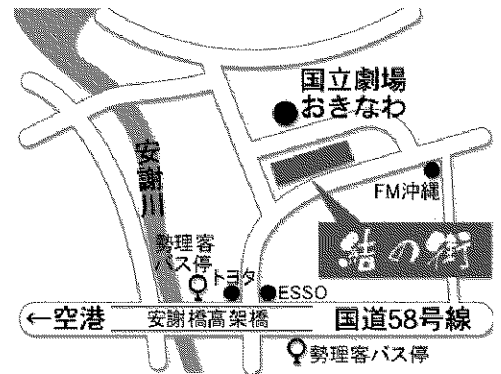 国立劇場
おきなわ
安謝川
FM沖縄
結の街
勢理客
バス停
トヨタ
ESSO
←空港
安謝橋高架橋
国道58号線
勢理客バス停